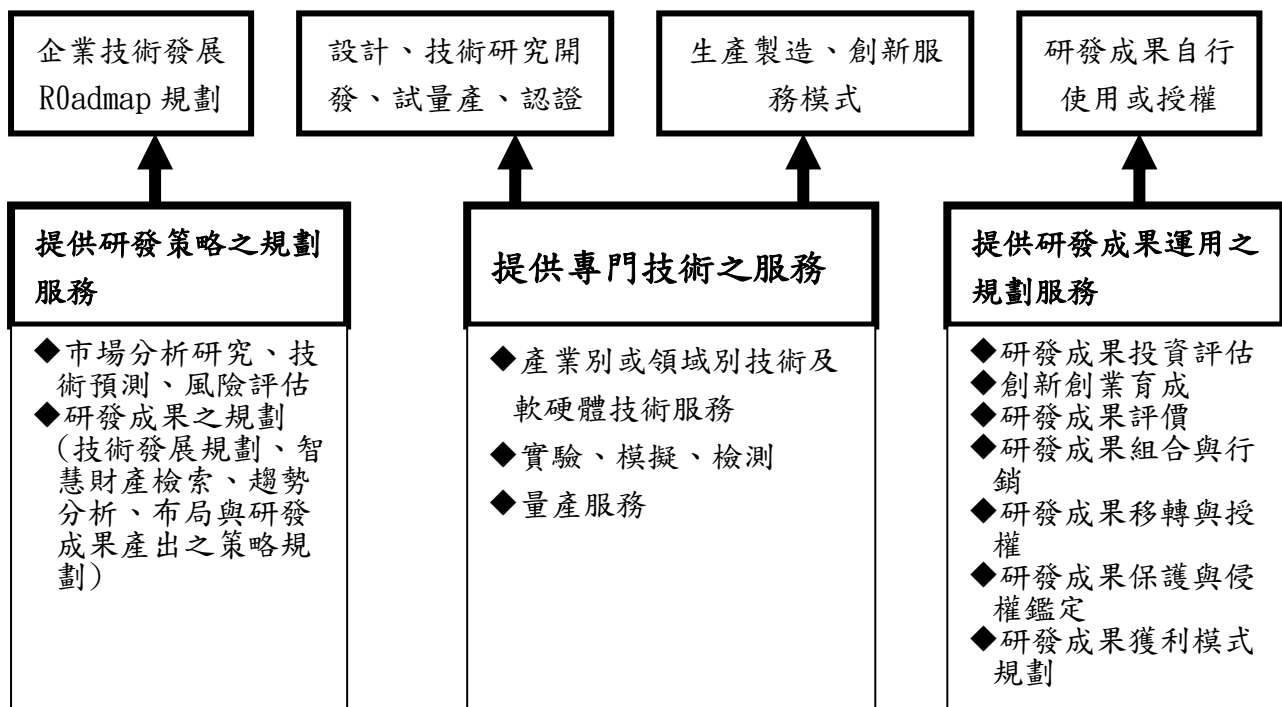 企業技術發展
R0admap 規劃
設計、技術研究開
發、試量產、認證
生產製造、創新服
務模式
研發成果自行
使用或授權
提供研發策略之規劃
服務
◆市場分析研究、技
術預測、風險評估
◆研發成果之規劃
(技術發展規劃、智
慧財產檢索、趨勢
分析、布局與研發
成果產出之策略規
劃)
提供專門技術之服務
◆產業別或領域別技術及
軟硬體技術服務
◆實驗、模擬、檢測
◆量產服務
提供研發成果運用之
規劃服務
◆研發成果投資評估
◆創新創業育成
◆研發成果評價
◆研發成果組合與行
銷
◆研發成果移轉與授
權
◆研發成果保護與侵
權鑑定
◆研發成果獲利模式
規劃